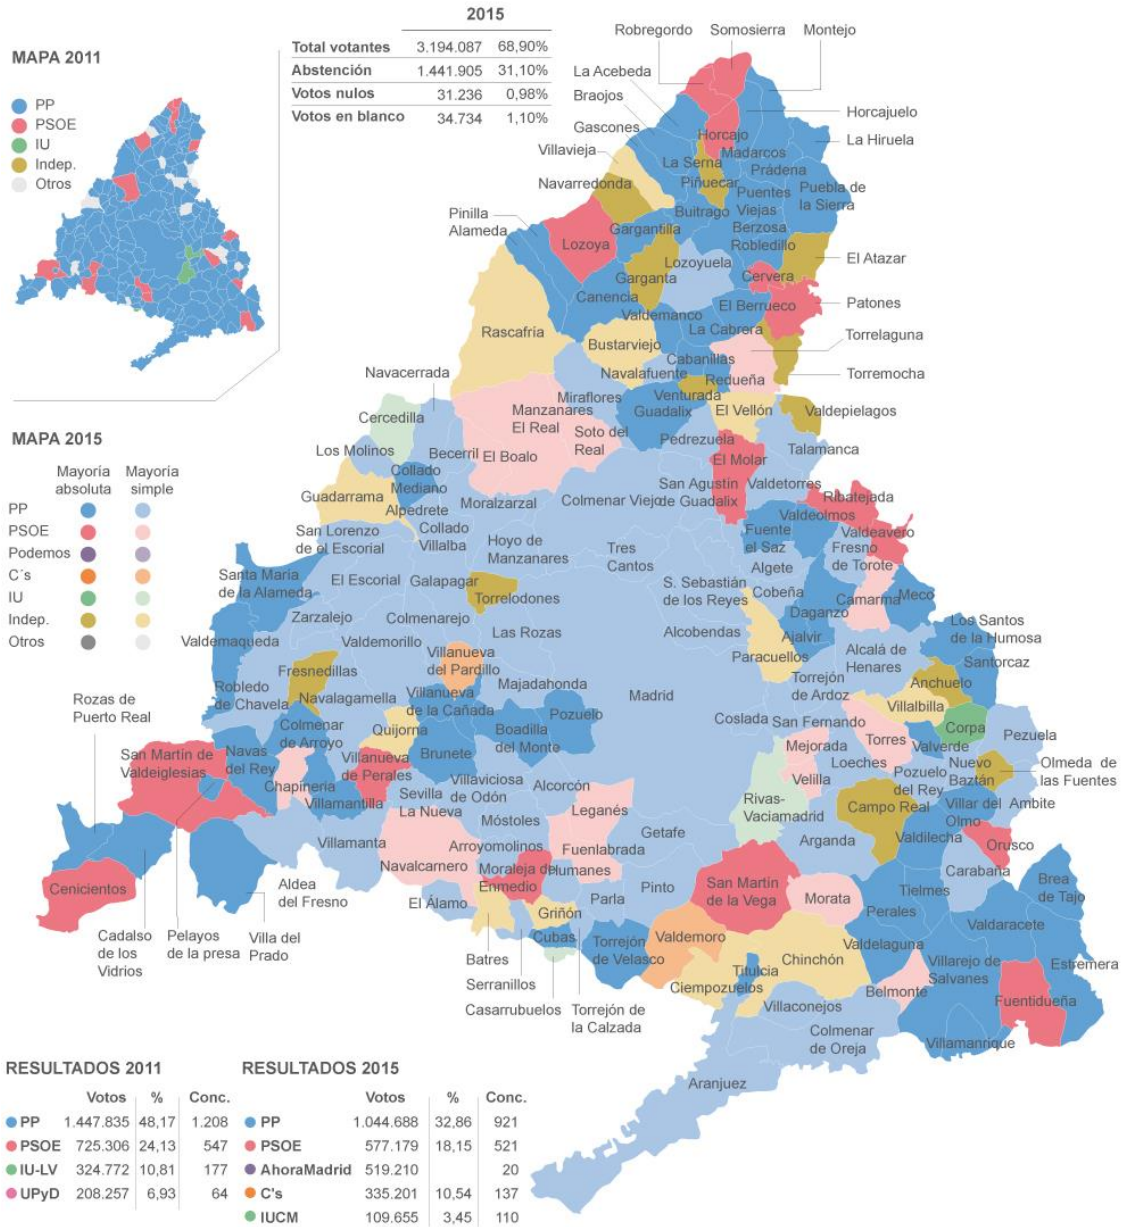 2015
Total votantes 3.194.087 68,90%
Abstención 1.441.905 31,10%
Votos nulos 31.236 0,98%
Votos en blanco 34.734 1,10%
MAPA 2011
PP
PSOE
IU
Indep.
Otros
MAPA 2015
Mayoría absoluta
Mayoría simple
PP
PSOE
Podemos
C´s
IU
Indep.
Otros
Robregordo
Somosierra
Montejo
La Acebeda
Braojos
Gascones
Villavieja
Navarredonda
Horcajuelo
La Hiruela
Horcajo
Madarcos
La Serna
Prádena
Piñuecar
Puentes
Viejas
Puebla de
la Sierra
Buitrago
Berzosa
Robledillo
Pinilla
Alameda
Gargantilla
Lozoya
Lozoyuela
El Atazar
Garganta
Cervera
Canencia
El Berrueco
Patones
Valdemanco
La Cabrera
Torrelaguna
Rascafría
Bustarviejo
Cabanillas
Navalafuente
Redueña
Torremocha
Navacerrada
Miraflores
Venturada
Guadalix
El Vellón
Valdepielagos
Cercedilla
Manzanares
El Real
Soto del
Real
Pedrezuela
Talamanca
Los Molinos
Becerril
El Boalo
El Molar
Collado
Mediano
San Agustín
de Guadalix
Valdetorres
Guadarrama
Alpedrete
Moralzarzal
Colmenar Viejo
Ribatejada
Valdeolmos
Valdeavero
San Lorenzo
de el Escorial
Collado
Villalba
Hoyo de
Manzanares
Tres
Cantos
Fuente
el Saz
Fresno
de Torote
Santa María
de la Alameda
El Escorial
Galapagar
Torrelodones
S. Sebastián
de los Reyes
Algete
Cobeña
Camarma
Meco
Zarzalejo
Colmenarejo
Daganzo
Los Santos
de la Humosa
Valdemaqueda
Valdemorillo
Las Rozas
Alcobendas
Ajalvir
Paracuellos
Alcalá de
Henares
Santorcaz
Fresnedillas
Villanueva
del Pardillo
Robledo
de Chavela
Navalagamella
Majadahonda
Madrid
Torrejón
de Ardoz
Anchuelo
Villalbilla
Rozas de
Puerto Real
Villanueva
de la Cañada
Pozuelo
Colmenar
de Arroyo
Quijorna
Boadilla
del Monte
Coslada
San Fernando
Corpa
Pezuela
San Martín de
Valdeiglesias
Navas
del Rey
Brunete
Mejorada
Torres
Valverde
Villanueva
de Perales
Velilla
Loeches
Nuevo
Baztán
Olmeda de
las Fuentes
Chapinería
Villamantilla
Sevilla
La Nueva
Villaviciosa
de Odón
Alcorcón
Pozuelo
del Rey
Rivas-
Vaciamadrid
Campo Real
Villar del
Olmo
Ambite
Móstoles
Leganés
Getafe
Arganda
Valdilecha
Orusco
Villamanta
Navalcarnero
Arroyomolinos
Fuenlabrada
Carabaña
Cenicientos
Aldea
del Fresno
Moraleja de
Enmedio
Humanes
Pinto
San Martín
de la Vega
Morata
Tielmes
Brea
de Tajo
El Álamo
Parla
Perales
Valdaracete
Cadalso
de los
Vidrios
Pelayos
de la presa
Villa del
Prado
Griñón
Valdemoro
Cubas
Torrejón
de Velasco
Valdelaguna
Chinchón
Villarejo de
Salvanes
Estremera
Batres
Serranillos
Casarrubuelos
Torrejón de
la Calzada
Titulcia
Ciempozuelos
Villaconejos
Belmonte
Fuentidueña
Colmenar
de Oreja
Villamanrique
Aranjuez
RESULTADOS 2011
Votos % Conc.
PP 1.447.835 48,17 1.208
PSOE 725.306 24,13 547
IU-LV 324.772 10,81 177
UPyD 208.257 6,93 64
RESULTADOS 2015
Votos % Conc.
PP 1.044.688 32,86 921
PSOE 577.179 18,15 521
AhoraMadrid 519.210 20
C's 335.201 10,54 137
IUCM 109.655 3,45 110